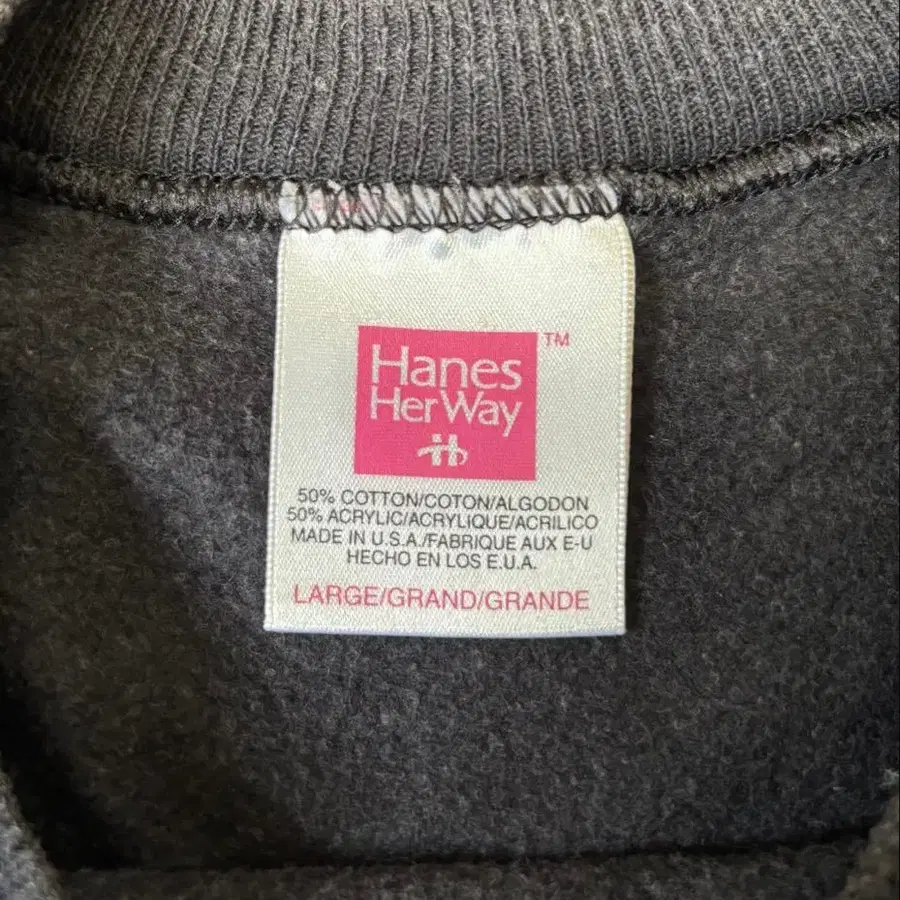 Hanes
HerWay
TM
50% COTTON/COTON/ALGODON
50% ACRYLIC/ACRYLIQUE/ACRILICO
MADE IN U.S.A./FABRIQUE AUX E-U
HECHO EN LOS E.U.A.
LARGE/GRAND/GRANDE